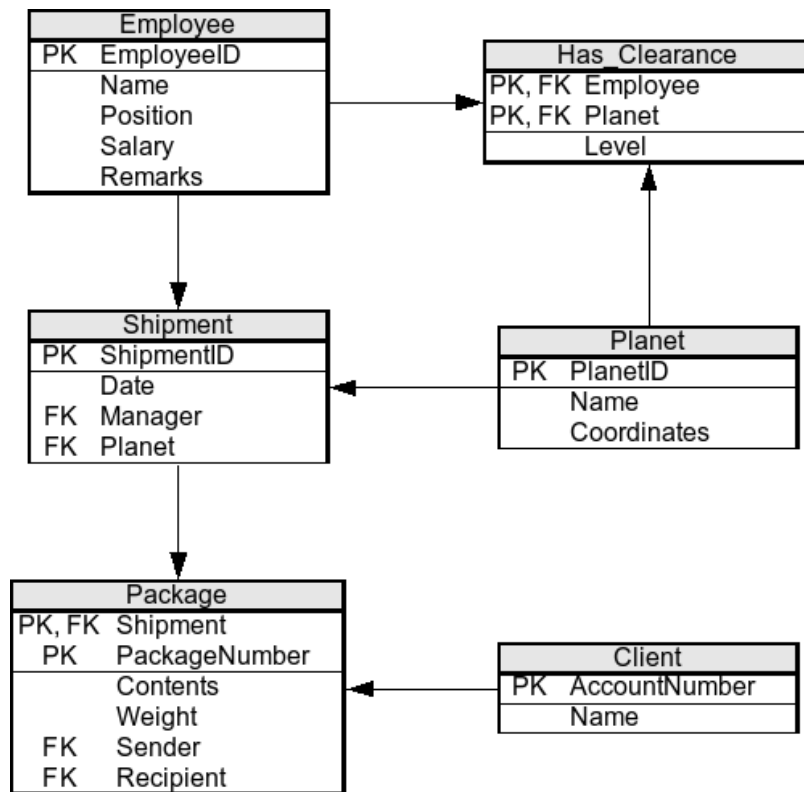 Employee
PK EmployeeID
Name
Position
Salary
Remarks
Has_Clearance
PK, FK Employee
PK, FK Planet
Level
Shipment
PK ShipmentID
Date
FK Manager
FK Planet
Planet
PK PlanetID
Name
Coordinates
Package
PK, FK Shipment
PK PackageNumber
Contents
Weight
FK Sender
FK Recipient
Client
PK AccountNumber
Name